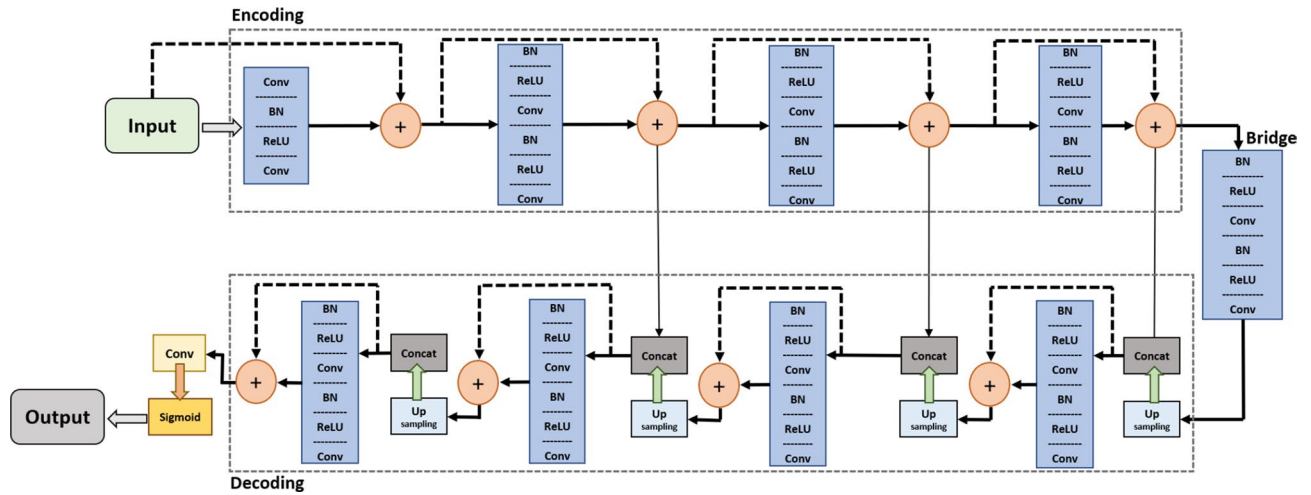 Encoding
Input
Conv
BN
ReLU
Conv
+
BN
ReLU
Conv
BN
ReLU
Conv
+
BN
ReLU
Conv
BN
ReLU
Conv
+
BN
ReLU
Conv
BN
ReLU
Conv
+
Bridge
BN
ReLU
Conv
BN
ReLU
Conv
Output
Conv
Sigmoid
+
BN
ReLU
Conv
BN
ReLU
Conv
Concat
Up
sampling
+
BN
ReLU
Conv
BN
ReLU
Conv
Concat
Up
sampling
+
BN
ReLU
Conv
BN
ReLU
Conv
Concat
Up
sampling
+
BN
ReLU
Conv
BN
ReLU
Conv
Concat
Up
sampling
Decoding